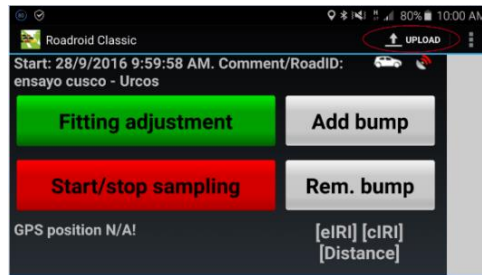 80% 10:00 AM
Roadroid Classic
UPLOAD
Start: 28/9/2016 9:59:58 AM. Comment/RoadID:
ensayo cusco - Urcos
Fitting adjustment
Add bump
Start/stop sampling
Rem. bump
GPS position N/A!
[eIRI] [cIRI]
[Distance]